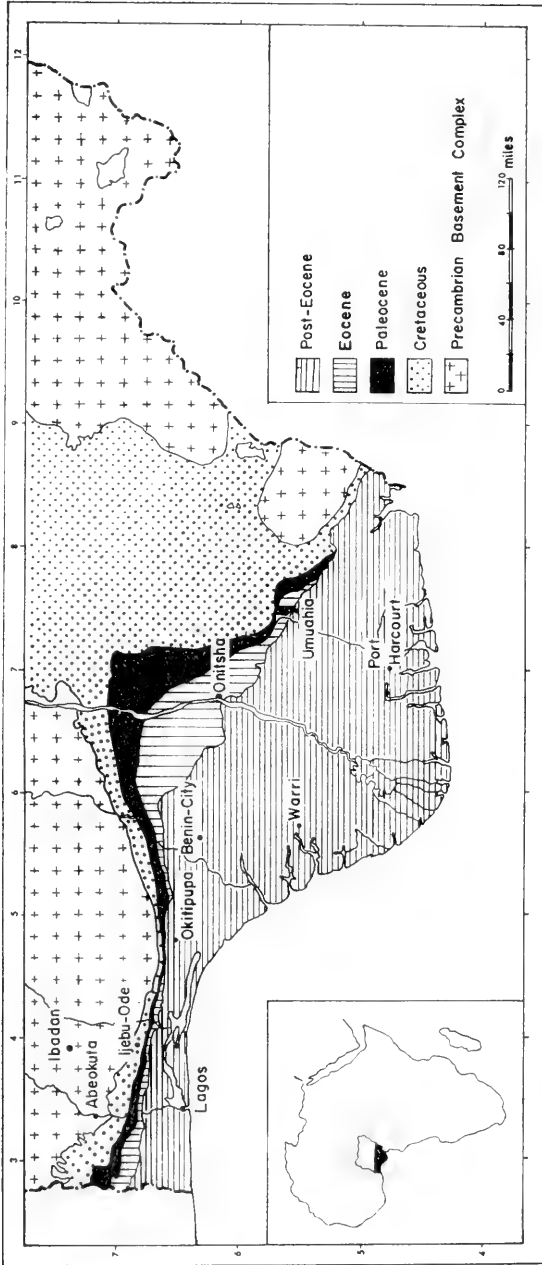 3
4
5
6
7
8
9
10
11
12
7
6
5
4
Ibadan
Abeokuta
Ijebu-Ode
Lagos
Okitipupa
Benin-City
Warri
Onitsha
Umuahia
Port
Harcourt
Post-Eocene
Eocene
Paleocene
Cretaceous
Precambrian Basement Complex
0 40 80 120
miles